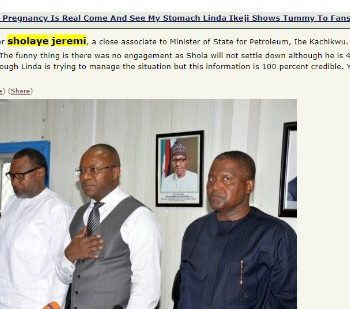 Pregnancy Is Real Come And See My Stomach Linda Ikeji Shows Tummy To Fans
sholaye jeremi, a close associate to Minister of State for Petroleum, Ibe Kachikwu.
The funny thing is there was no engagement as Shola will not settle down although he is 4
ough Linda is trying to manage the situation but this information is 100 percent credible. Y
) (Share)